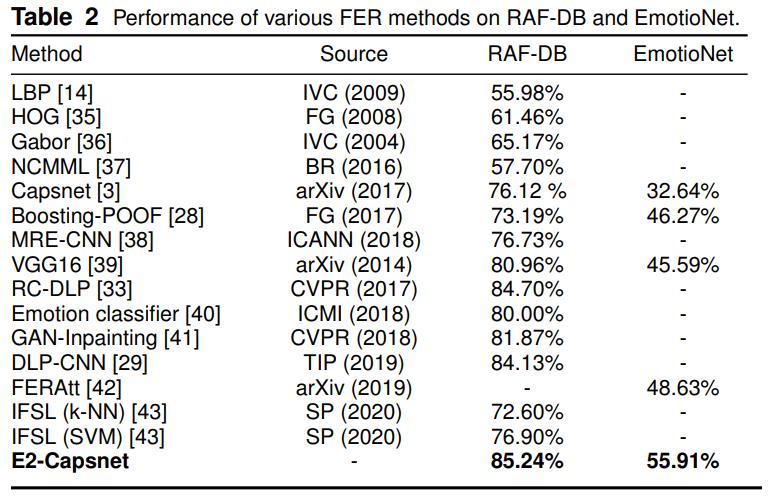 Table 2 Performance of various FER methods on RAF-DB and EmotioNet.
Method Source RAF-DB EmotioNet
LBP [14] IVC (2009) 55.98% -
HOG [35] FG (2008) 61.46% -
Gabor [36] IVC (2004) 65.17% -
NCMML [37] BR (2016) 57.70% -
Capsnet [3] arXiv (2017) 76.12 % 32.64%
Boosting-POOF [28] FG (2017) 73.19% 46.27%
MRE-CNN [38] ICANN (2018) 76.73% -
VGG16 [39] arXiv (2014) 80.96% 45.59%
RC-DLP [33] CVPR (2017) 84.70% -
Emotion classifier [40] ICMI (2018) 80.00% -
GAN-Inpainting [41] CVPR (2018) 81.87% -
DLP-CNN [29] TIP (2019) 84.13% -
FERAtt [42] arXiv (2019) - 48.63%
IFSL (k-NN) [43] SP (2020) 72.60% -
IFSL (SVM) [43] SP (2020) 76.90% -
E2-Capsnet - 85.24% 55.91%